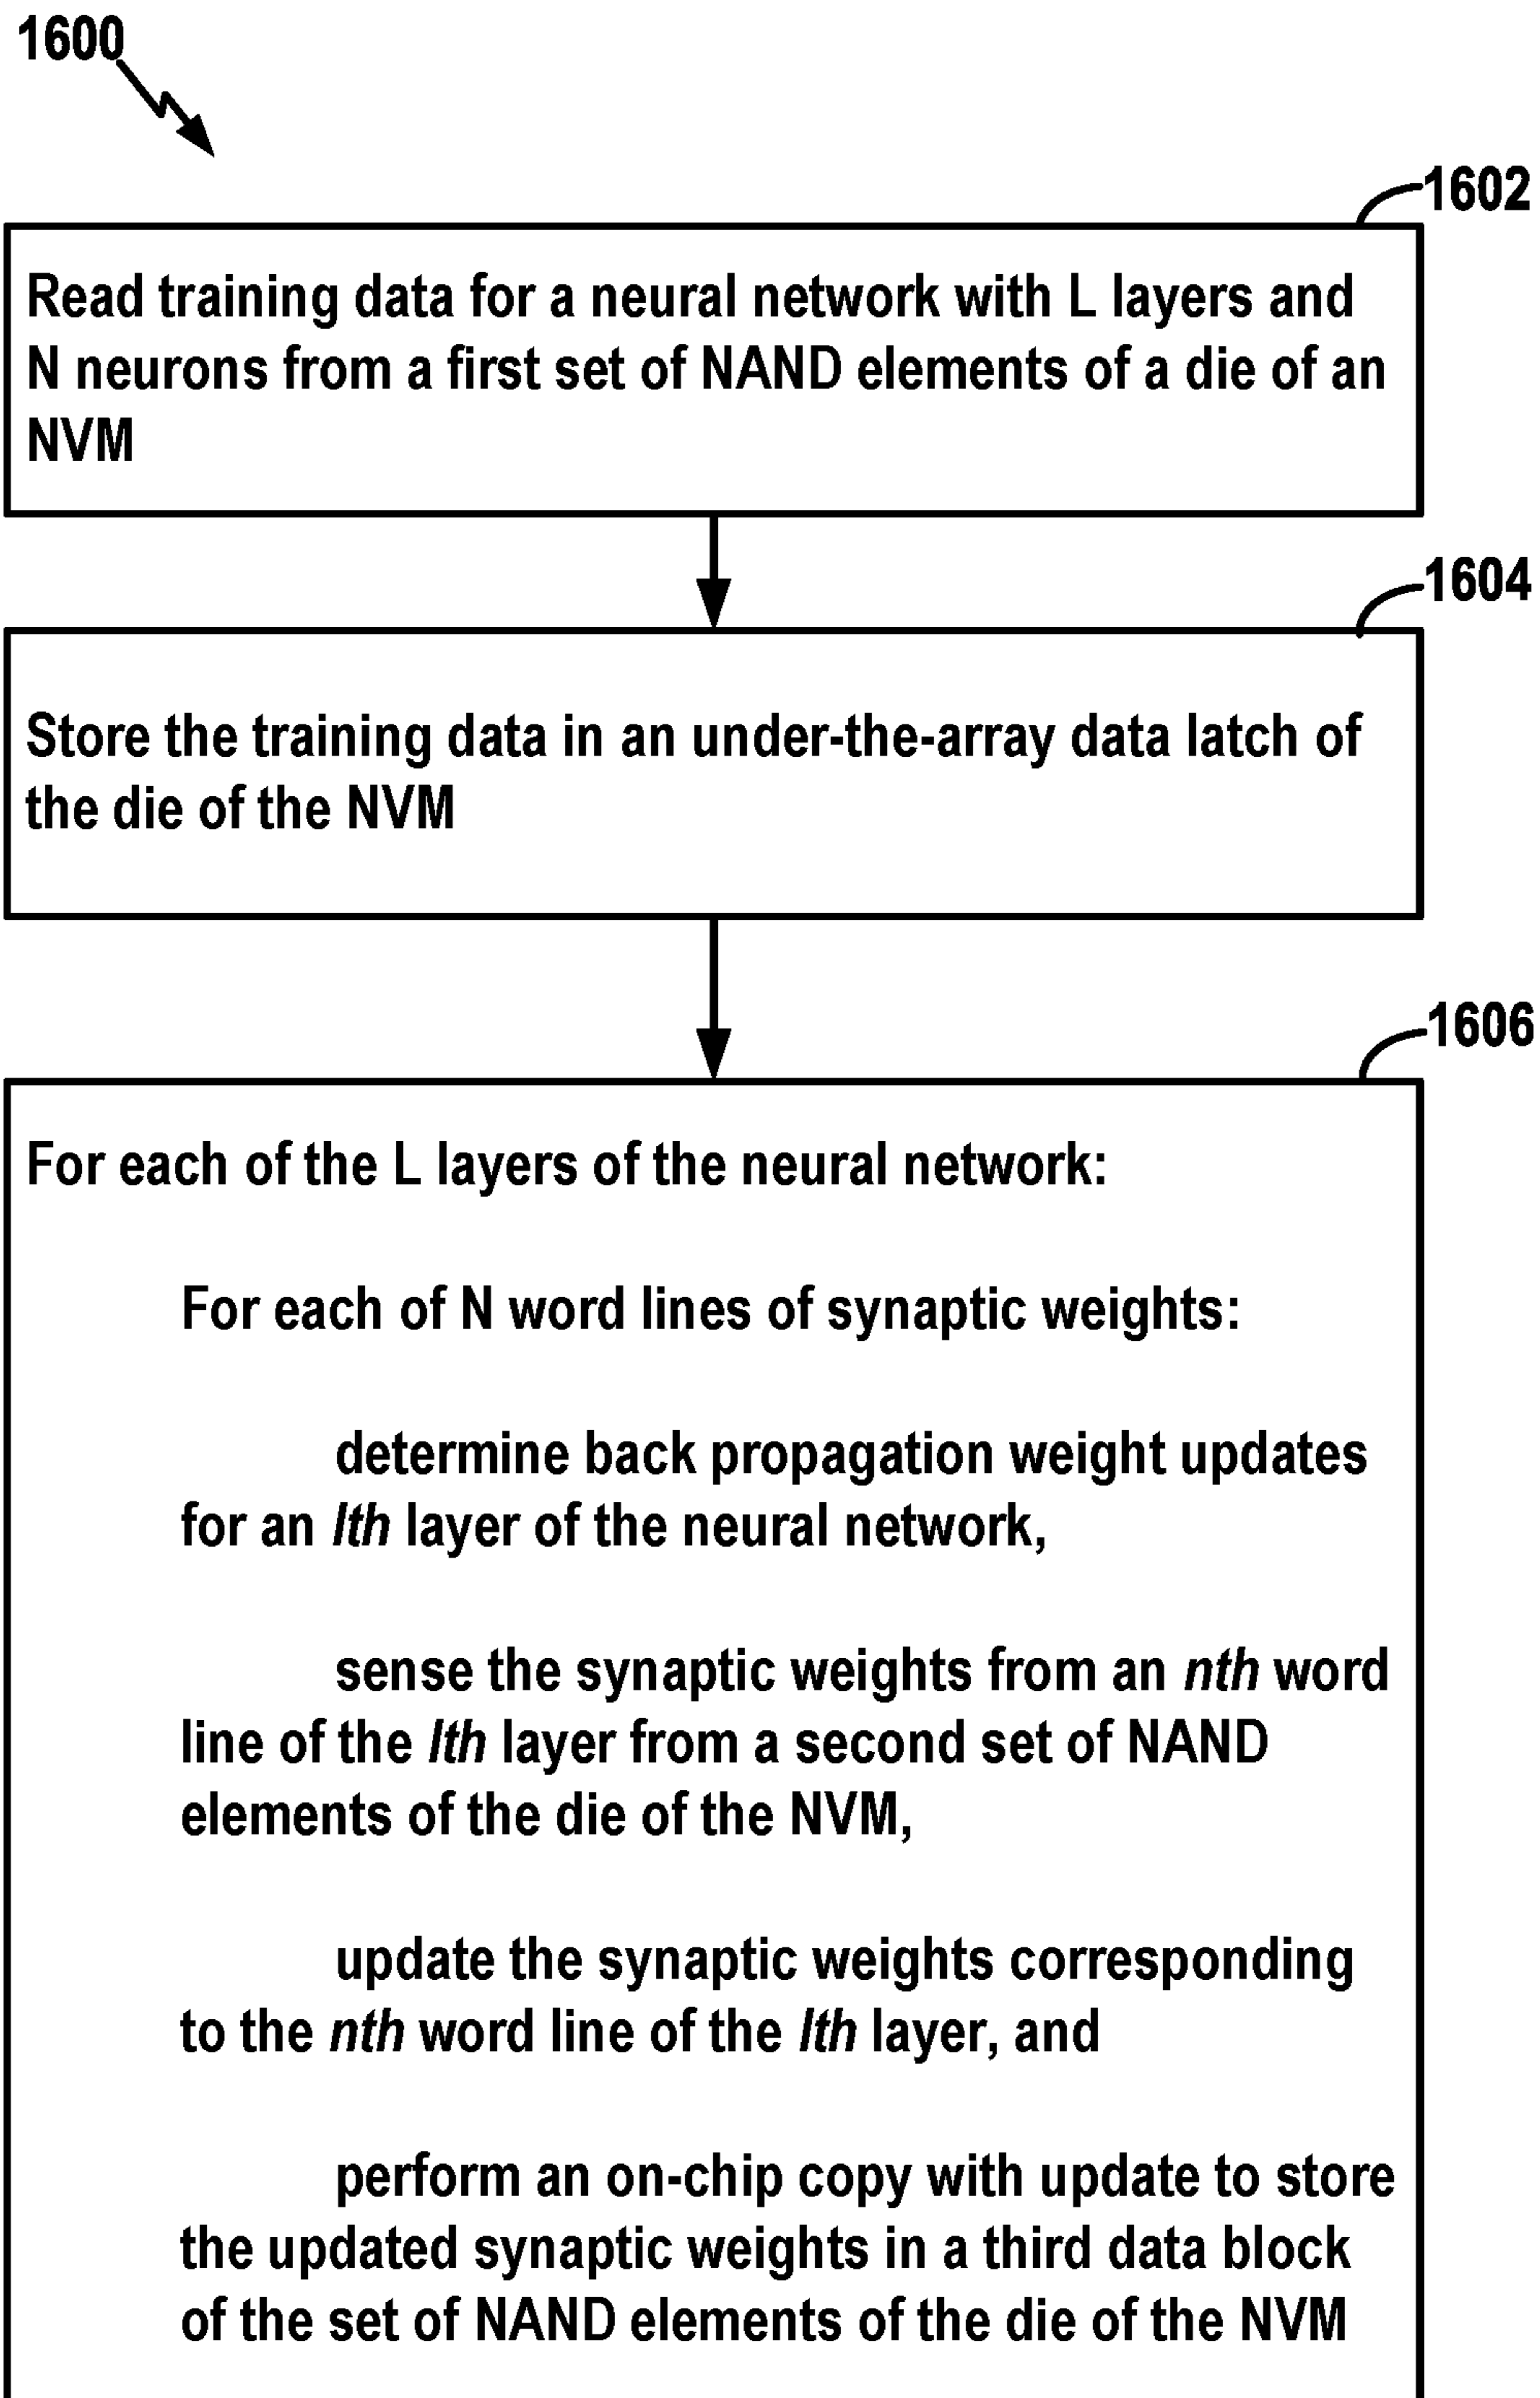 1600
1602
Read training data for a neural network with L layers and
N neurons from a first set of NAND elements of a die of an
NVM
1604
Store the training data in an under-the-array data latch of
the die of the NVM
1606
For each of the L layers of the neural network:
For each of N word lines of synaptic weights:
determine back propagation weight updates
for an lth layer of the neural network,
sense the synaptic weights from an nth word
line of the lth layer from a second set of NAND
elements of the die of the NVM,
update the synaptic weights corresponding
to the nth word line of the lth layer, and
perform an on-chip copy with update to store
the updated synaptic weights in a third data block
of the set of NAND elements of the die of the NVM